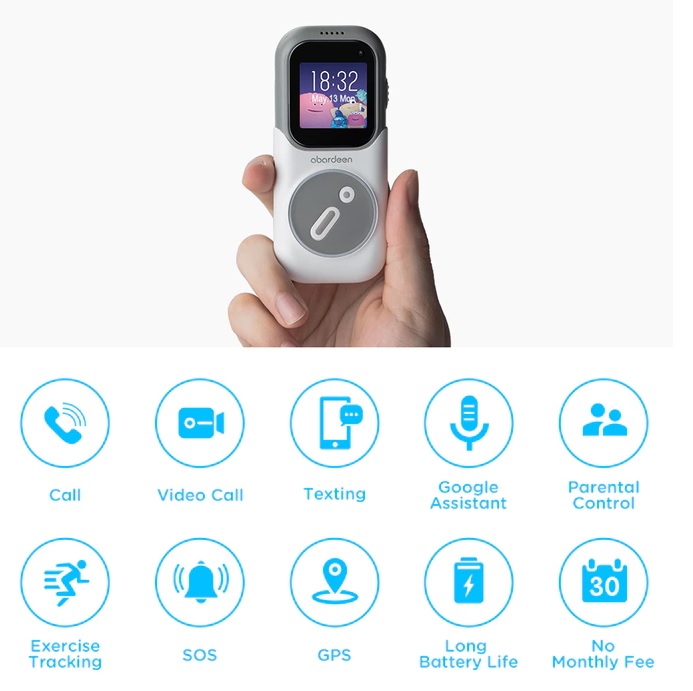 18:32
May 13 Mon
abardeen
Call
Video Call
Texting
Google
Assistant
Parental
Control
Exercise
Tracking
SOS
GPS
Long
Battery Life
30
No
Monthly Fee